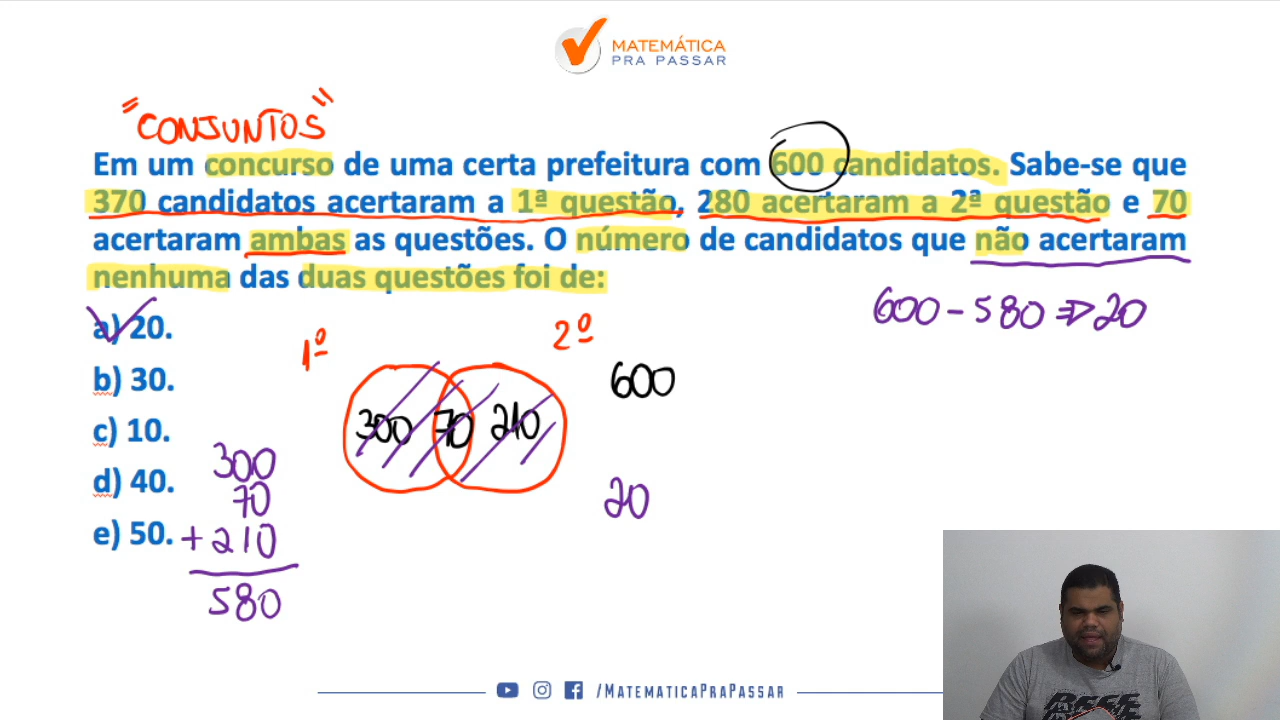 MATEMÁTICA
PRA PASSAR
"CONJUNTOS"
Em um concurso de uma certa prefeitura com 600 candidatos. Sabe-se que
370 candidatos acertaram a 1ª questão, 280 acertaram a 2ª questão e 70
acertaram ambas as questões. O número de candidatos que não acertaram
nenhuma das duas questões foi de:
600 - 580 ⇒ 20
a) 20.
b) 30.
c) 10.
d) 40.
e) 50.
1º
2º
600
300 70 210
20
300
70
+ 210
580
/MATEMATICAPRAPASSAR